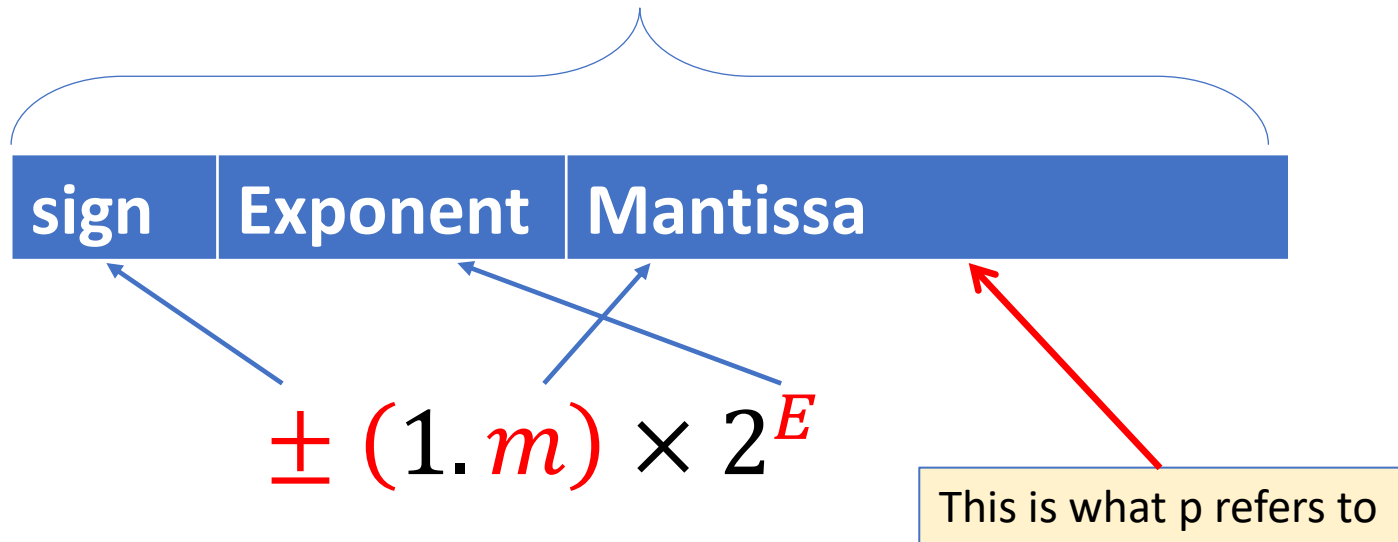 sign Exponent Mantissa
± (1. m) × 2^E
This is what p refers to